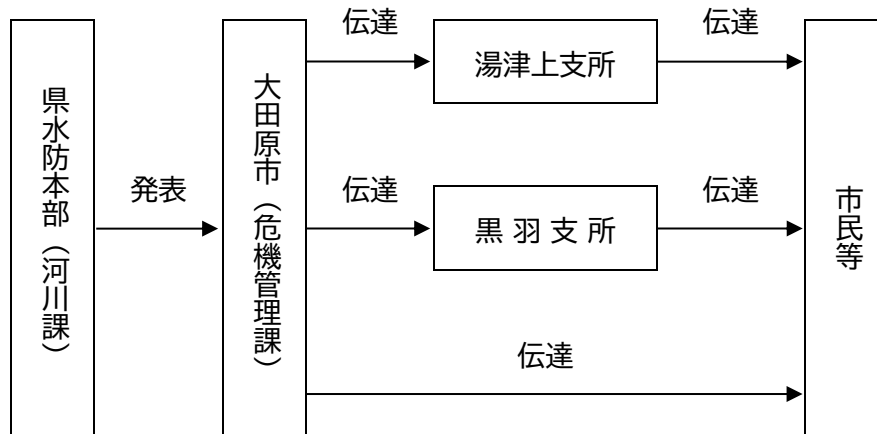 県水防本部（河川課）
発表
大田原市（危機管理課）
伝達
湯津上支所
伝達
伝達
黒羽支所
伝達
伝達
市民等